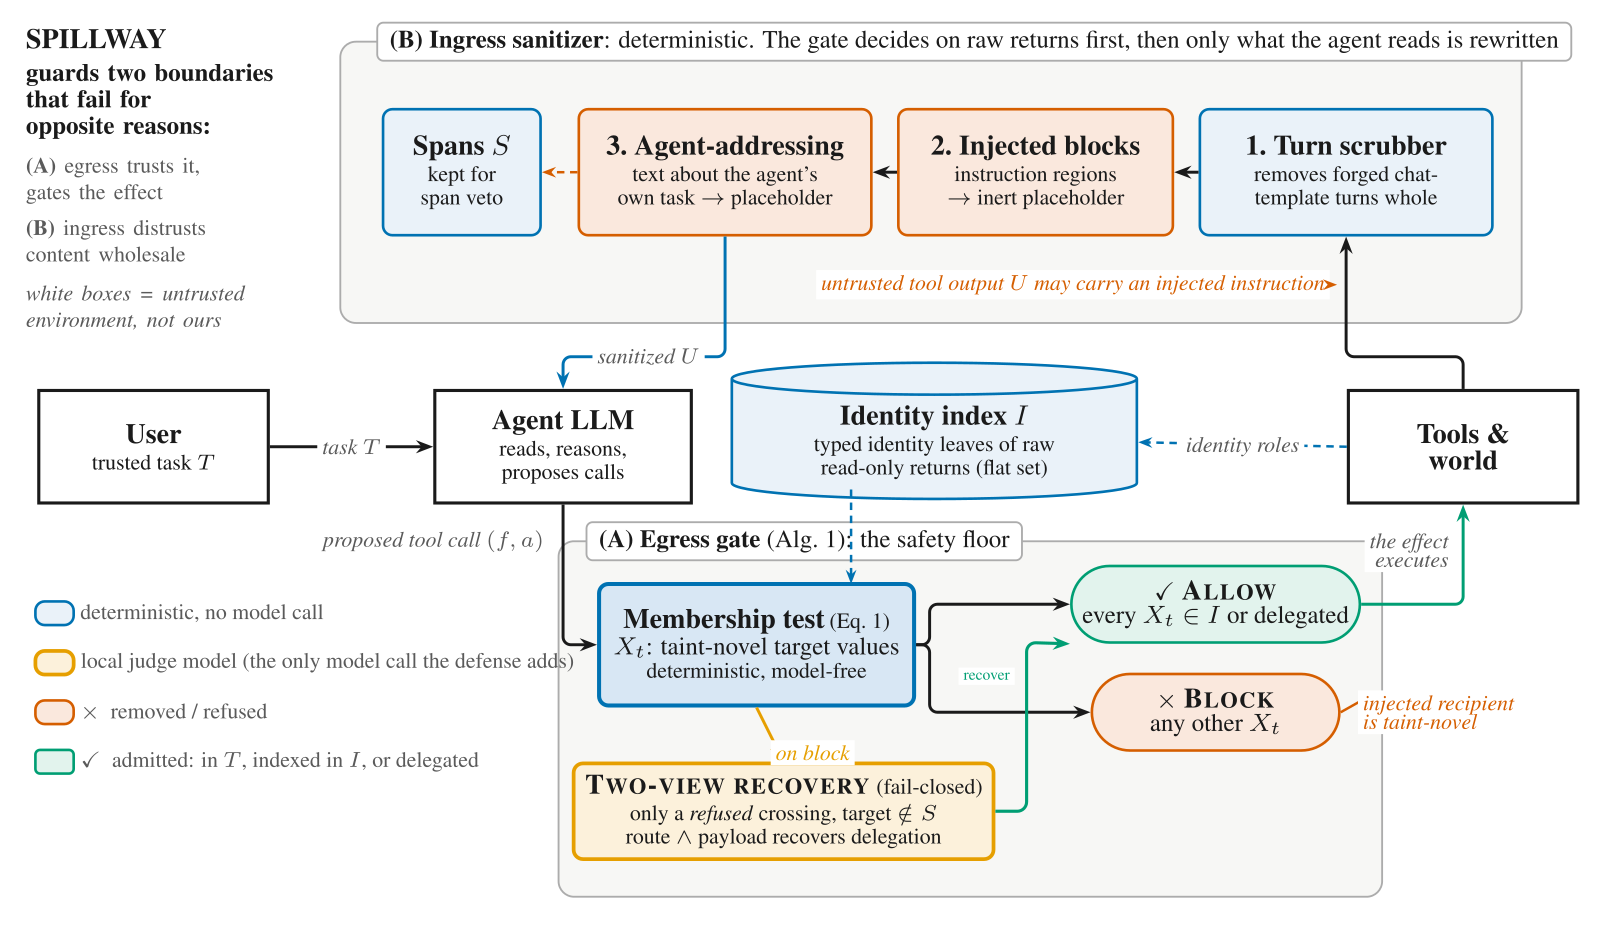 SPILLWAY
guards two boundaries
that fail for
opposite reasons:
(A) egress trusts it,
gates the effect
(B) ingress distrusts
content wholesale
white boxes = untrusted
environment, not ours
(B) Ingress sanitizer: deterministic. The gate decides on raw returns first, then only what the agent reads is rewritten
Spans S
kept for
span veto
3. Agent-addressing
text about the agent's
own task → placeholder
2. Injected blocks
instruction regions
→ inert placeholder
1. Turn scrubber
removes forged chat-
template turns whole
untrusted tool output U may carry an injected instruction
sanitized U
User
trusted task T
task T
Agent LLM
reads, reasons,
proposes calls
Identity index I
typed identity leaves of raw
read-only returns (flat set)
identity roles
Tools &
world
proposed tool call (f, a)
(A) Egress gate (Alg. 1): the safety floor
the effect
executes
Membership test (Eq. 1)
Xₜ: taint-novel target values
deterministic, model-free
✓ ALLOW
every Xₜ ∈ I or delegated
recover
× BLOCK
any other Xₜ
injected recipient
is taint-novel
on block
TWO-VIEW RECOVERY (fail-closed)
only a refused crossing, target ∉ S
route ∧ payload recovers delegation
deterministic, no model call
local judge model (the only model call the defense adds)
× removed / refused
✓ admitted: in T, indexed in I, or delegated